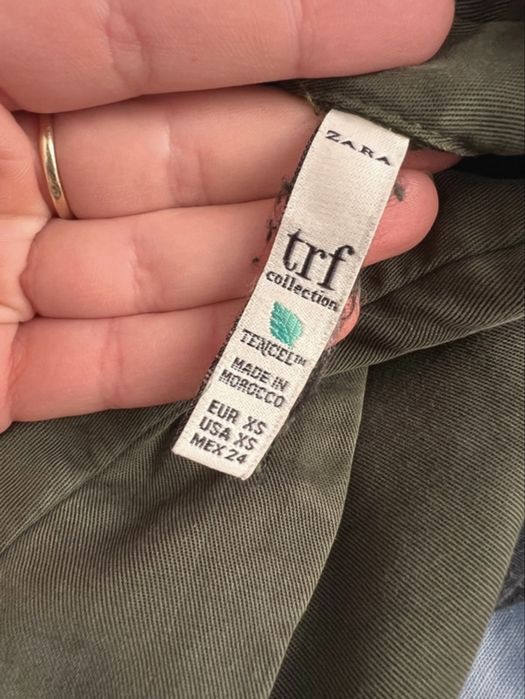 ZARA
trf
collection
TENCEL™
MADE IN
MOROCCO
EUR XS
USA XS
MEX 24